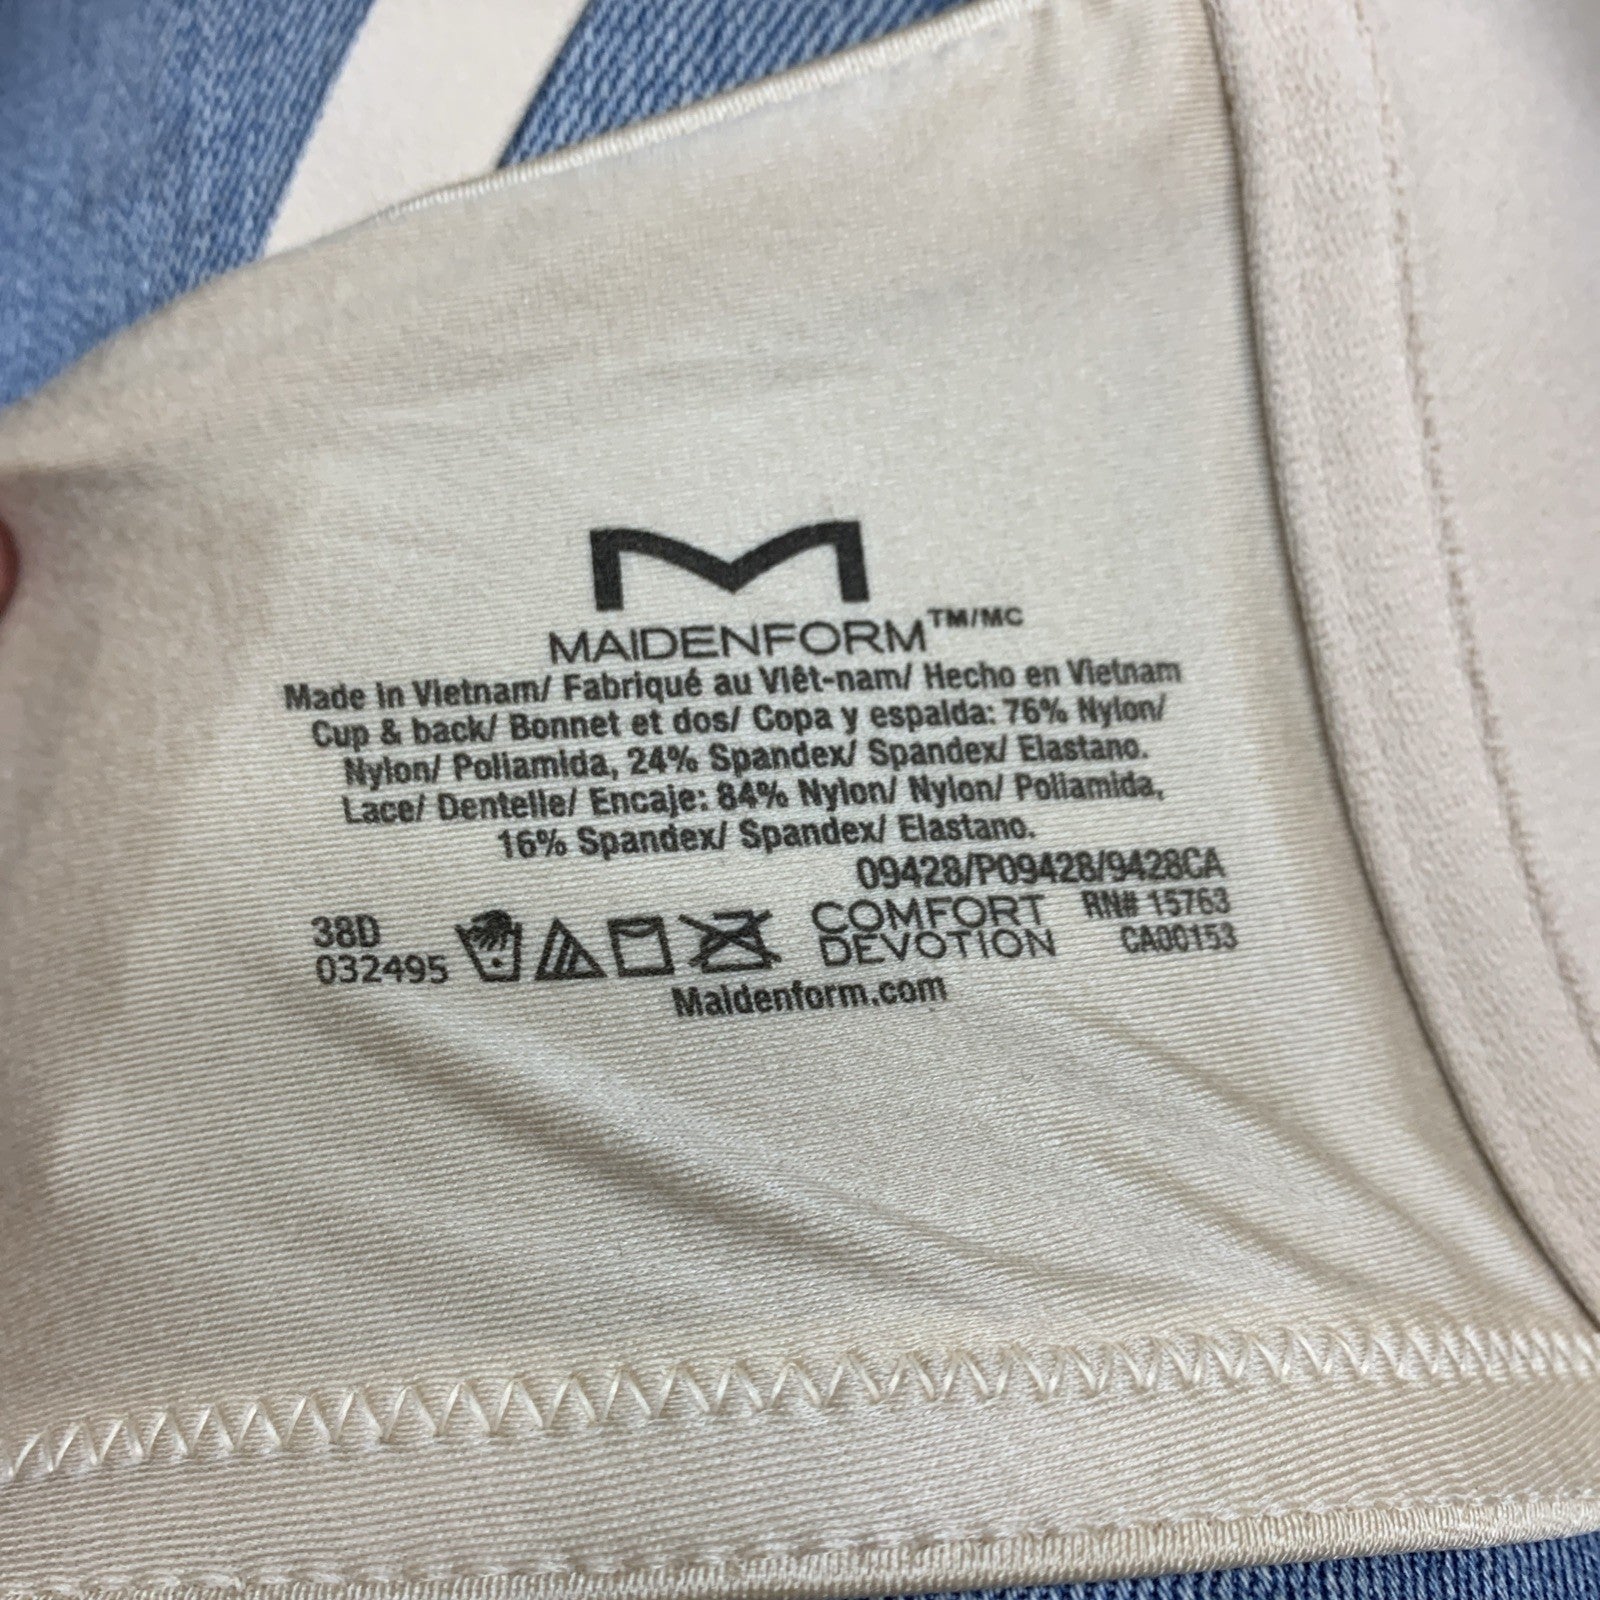 MAIDENFORM™/MC
Made in Vietnam/ Fabriqué au Viêt-nam/ Hecho en Vietnam
Cup & back/ Bonnet et dos/ Copa y espalda: 76% Nylon/
Nylon/ Poliamida, 24% Spandex/ Spandex/ Elastano.
Lace/ Dentelle/ Encaje: 84% Nylon/ Nylon/ Poliamida,
16% Spandex/ Spandex/ Elastano.
09428/P09428/9428CA
38D
032495
COMFORT
DEVOTION
RN# 15763
CA00153
Maidenform.com